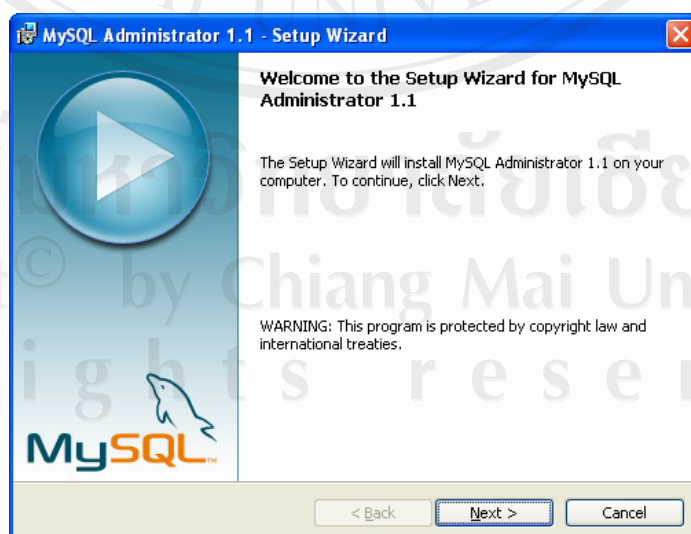 MySQL Administrator 1.1 - Setup Wizard
Welcome to the Setup Wizard for MySQL
Administrator 1.1
The Setup Wizard will install MySQL Administrator 1.1 on your
computer. To continue, click Next.
by Chiang Mai Un
WARNING: This program is protected by copyright law and
international treaties.
ights reser
MySQL
< Back
Next >
Cancel